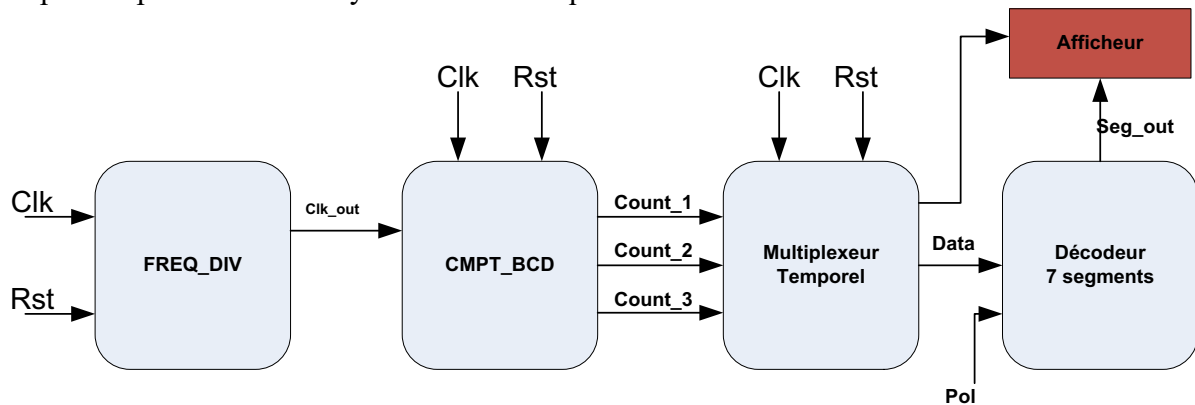 Afficheur
Clk
Rst
Clk
Rst
Seg_out
Clk
Clk_out
Count_1
Data
FREQ_DIV
CMPT_BCD
Count_2
Multiplexeur
Temporel
Décodeur
7 segments
Rst
Count_3
Pol